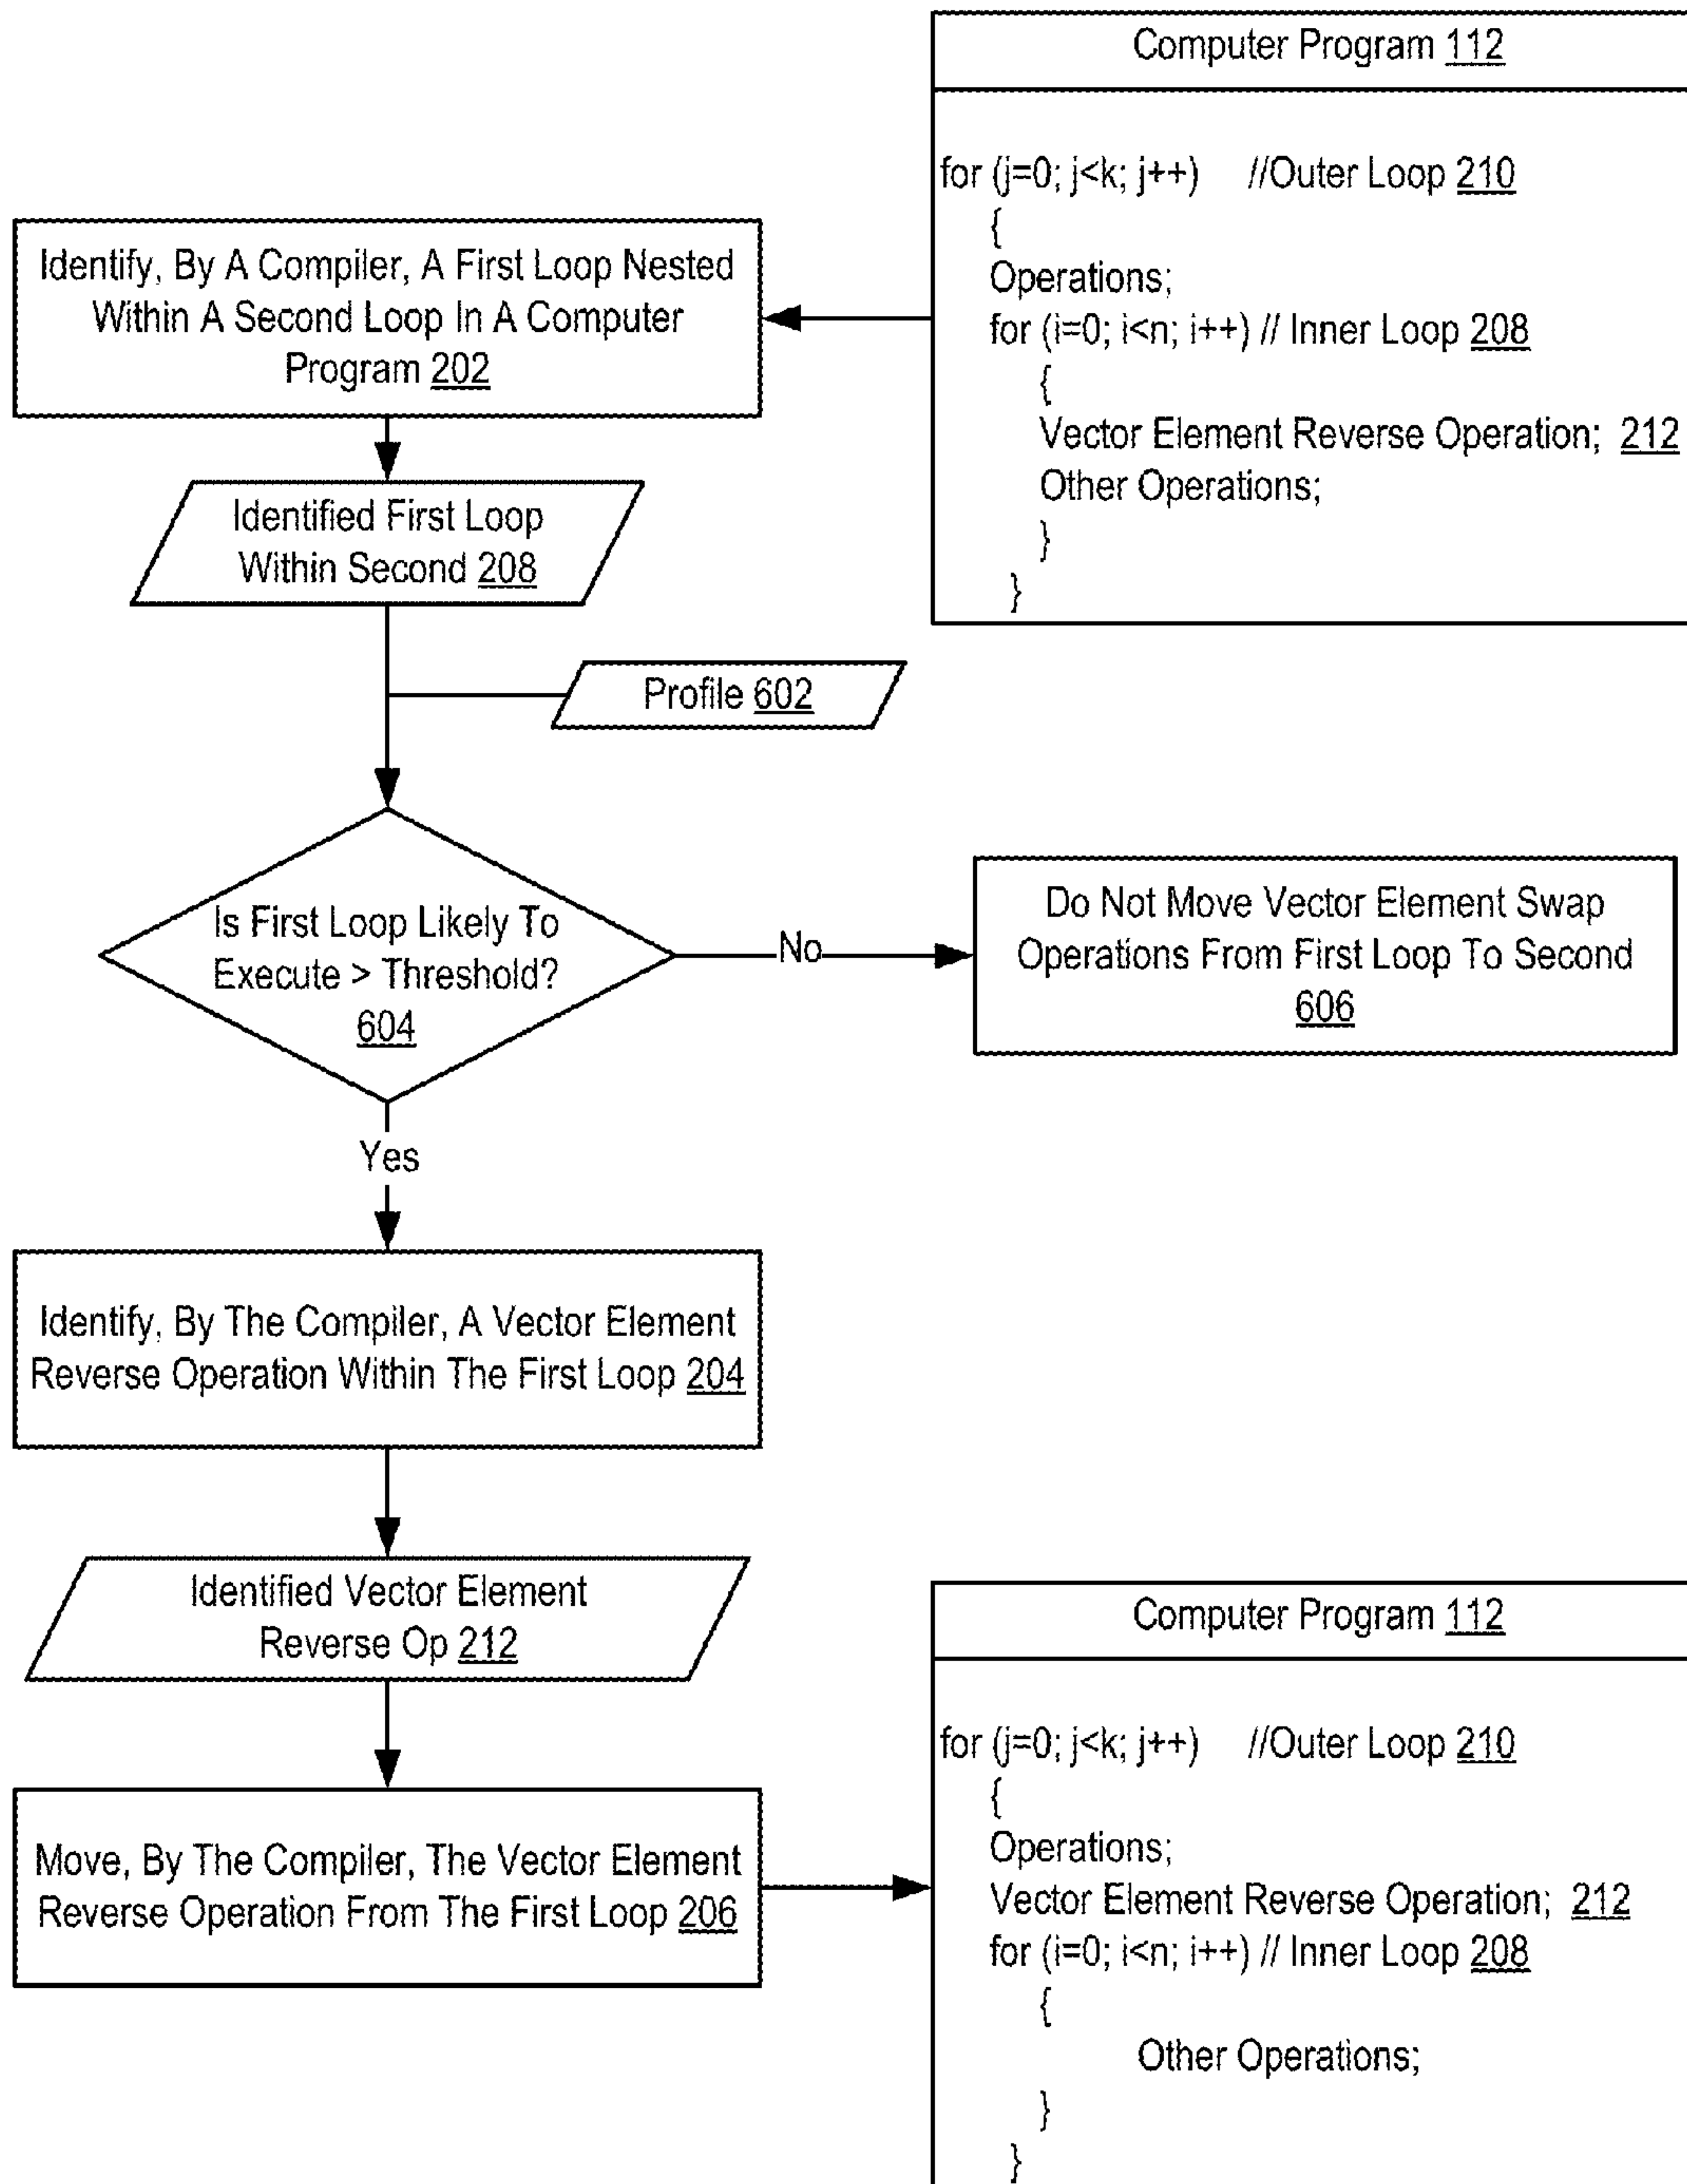 Computer Program 112
for (j=0; j<k; j++) //Outer Loop 210
{
Operations;
for (i=0; i<n; i++) // Inner Loop 208
{
Vector Element Reverse Operation; 212
Other Operations;
}
}
Identify, By A Compiler, A First Loop Nested
Within A Second Loop In A Computer
Program 202
Identified First Loop
Within Second 208
Profile 602
Is First Loop Likely To
Execute > Threshold?
604
No
Do Not Move Vector Element Swap
Operations From First Loop To Second
606
Yes
Identify, By The Compiler, A Vector Element
Reverse Operation Within The First Loop 204
Identified Vector Element
Reverse Op 212
Move, By The Compiler, The Vector Element
Reverse Operation From The First Loop 206
Computer Program 112
for (j=0; j<k; j++) //Outer Loop 210
{
Operations;
Vector Element Reverse Operation; 212
for (i=0; i<n; i++) // Inner Loop 208
{
Other Operations;
}
}